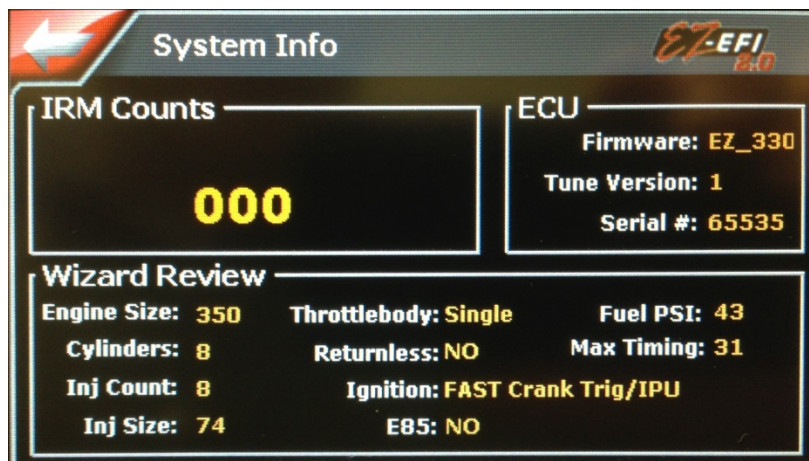 System Info
EZ-EFI
2.0
IRM Counts
000
ECU
Firmware: EZ_330
Tune Version: 1
Serial #: 65535
Wizard Review
Engine Size: 350 Throttlebody: Single Fuel PSI: 43
Cylinders: 8 Returnless: NO Max Timing: 31
Inj Count: 8 Ignition: FAST Crank Trig/IPU
Inj Size: 74 E85: NO